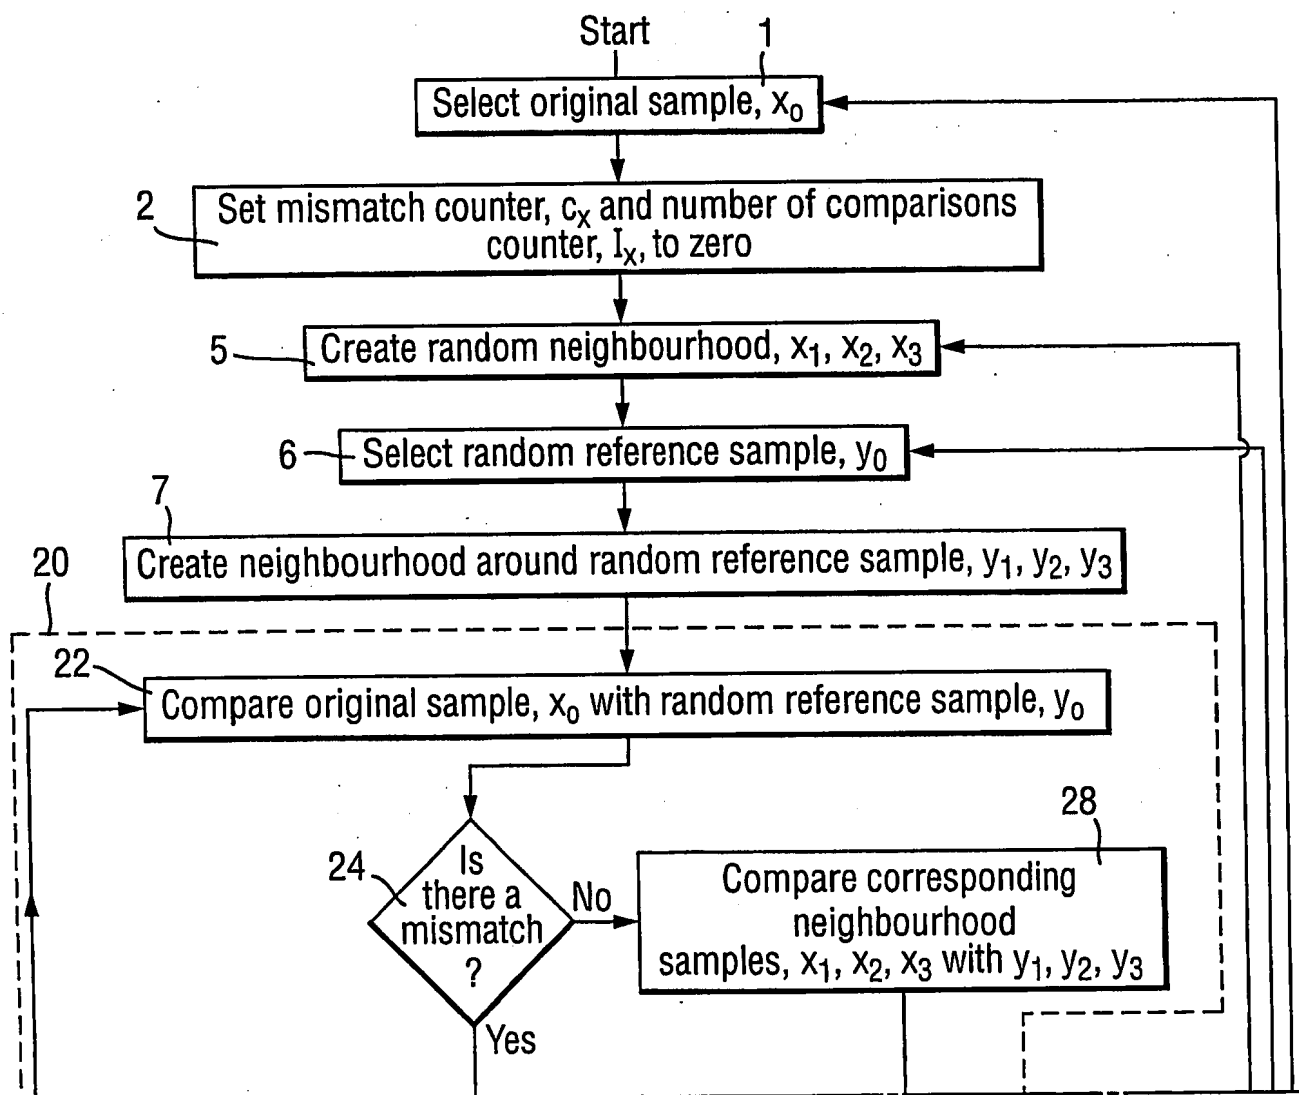 Start
1
Select original sample, x₀
2
Set mismatch counter, cₓ and number of comparisons
counter, Iₓ, to zero
5
Create random neighbourhood, x₁, x₂, x₃
6
Select random reference sample, y₀
7
Create neighbourhood around random reference sample, y₁, y₂, y₃
20
22
Compare original sample, x₀ with random reference sample, y₀
24
Is
there a
mismatch
?
No
Yes
28
Compare corresponding
neighbourhood
samples, x₁, x₂, x₃ with y₁, y₂, y₃